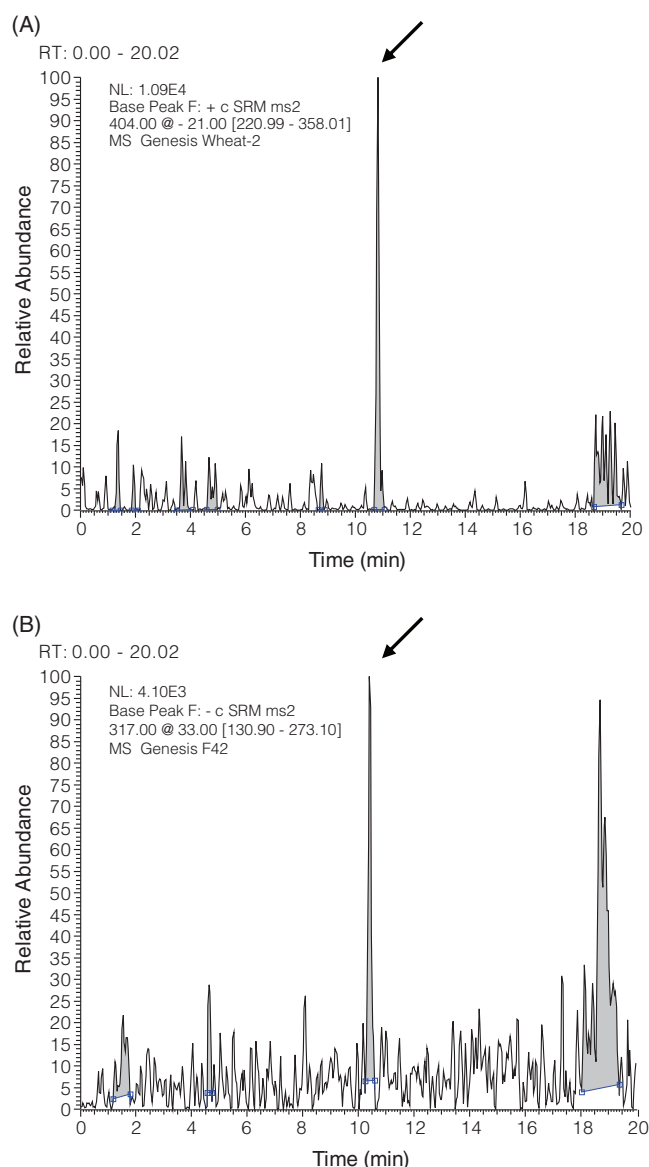 (A)
RT: 0.00 - 20.02
NL: 1.09E4
Base Peak F: + c SRM ms2
404.00 @ - 21.00 [220.99 - 358.01]
MS Genesis Wheat-2
100
95
90
85
80
75
70
65
60
55
50
45
40
35
30
25
20
15
10
5
0
Relative Abundance
0 2 4 6 8 10 12 14 16 18 20
Time (min)
(B)
RT: 0.00 - 20.02
NL: 4.10E3
Base Peak F: - c SRM ms2
317.00 @ 33.00 [130.90 - 273.10]
MS Genesis F42
100
95
90
85
80
75
70
65
60
55
50
45
40
35
30
25
20
15
10
5
0
Relative Abundance
0 2 4 6 8 10 12 14 16 18 20
Time (min)